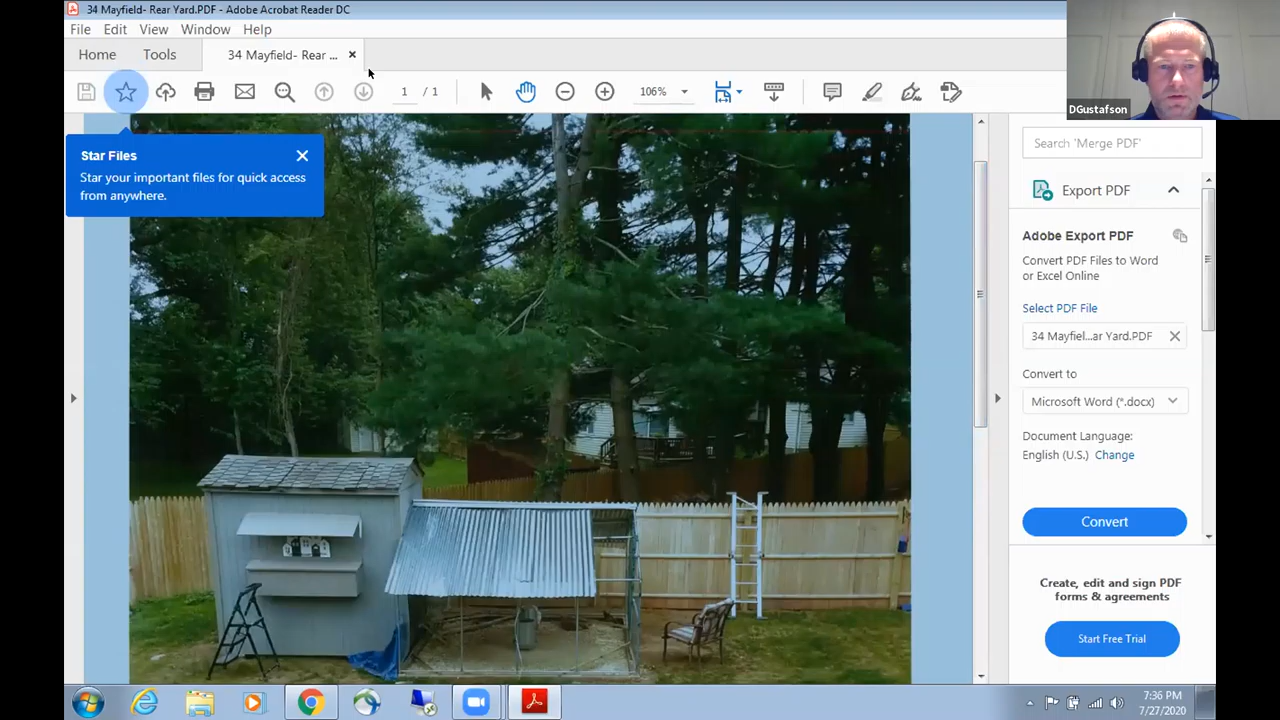 34 Mayfield- Rear Yard.PDF - Adobe Acrobat Reader DC
File Edit View Window Help
Home Tools 34 Mayfield- Rear ...
1 / 1 106%
DGustafson
Star Files
Star your important files for quick access
from anywhere.
Search 'Merge PDF'
Export PDF
Adobe Export PDF
Convert PDF Files to Word
or Excel Online
Select PDF File
34 Mayfiel...ar Yard.PDF
Convert to
Microsoft Word (*.docx)
Document Language:
English (U.S.) Change
Convert
Create, edit and sign PDF
forms & agreements
Start Free Trial
7:36 PM
7/27/2020